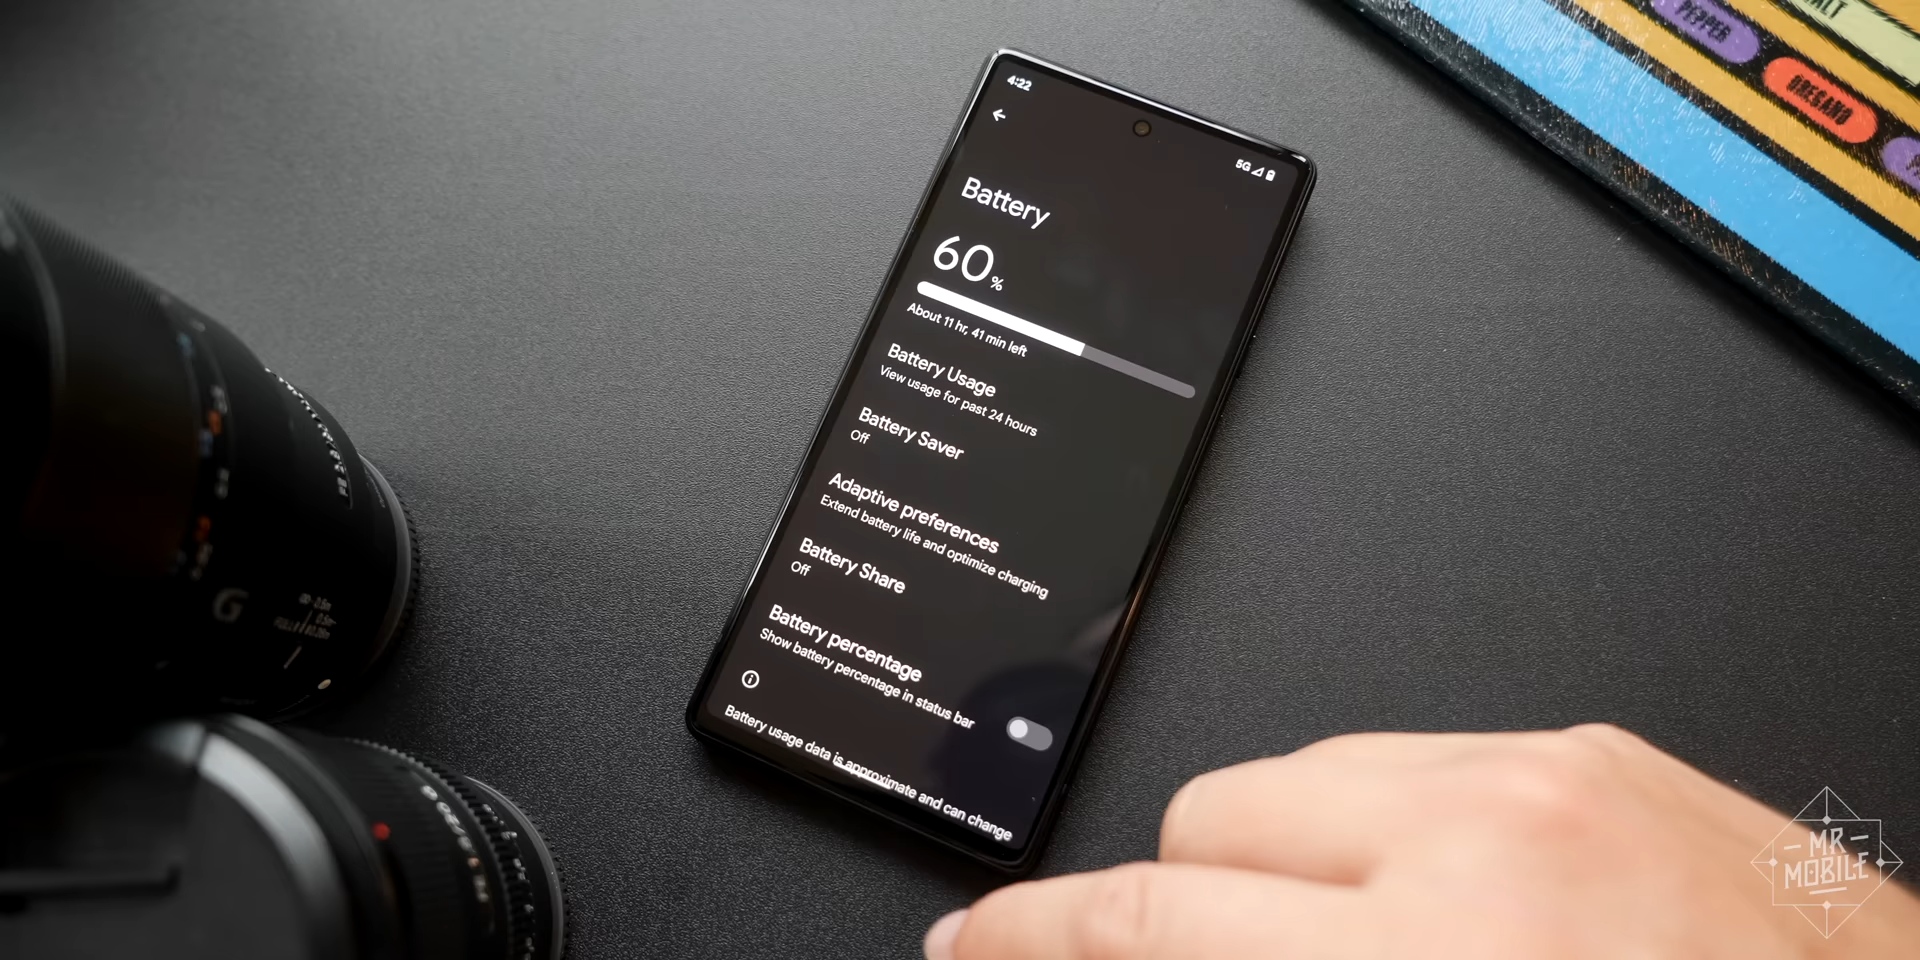 PEPPER
OREGANO
4:22
5G
Battery
60%
About 11 hr, 41 min left
Battery Usage
View usage for past 24 hours
Battery Saver
Off
Adaptive preferences
Extend battery life and optimize charging
Battery Share
Off
Battery percentage
Show battery percentage in status bar
Battery usage data is approximate and can change
G
MR
MOBILE